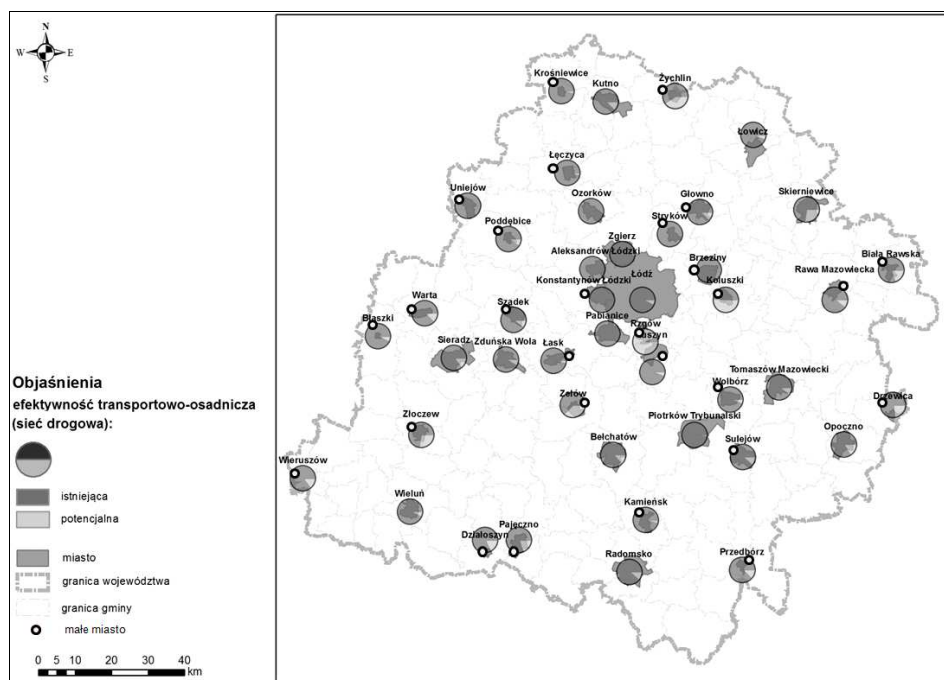 N
W
E
S
Krośniewice
Kutno
Żychlin
Łowicz
Łęczyca
Uniejów
Ozorków
Głowno
Skierniewice
Stryków
Poddębice
Zgierz
Aleksandrów Łódzki
Brzeziny
Biała Rawska
Rawa Mazowiecka
Łódź
Konstantynów Łódzki
Koluszki
Warta
Szadek
Pabianice
Rzgów
Tuszyn
Błaszki
Sieradz
Zduńska Wola
Łask
Tomaszów Mazowiecki
Wolbórz
Zelów
Drzewica
Złoczew
Piotrków Trybunalski
Opoczno
Sulejów
Bełchatów
Wieruszów
Wieluń
Kamieńsk
Działoszyn
Pajęczno
Radomsko
Przedbórz
Objaśnienia
efektywność transportowo-osadnicza
(sieć drogowa):
istniejąca
potencjalna
miasto
granica województwa
granica gminy
małe miasto
0 5 10 20 30 40
km